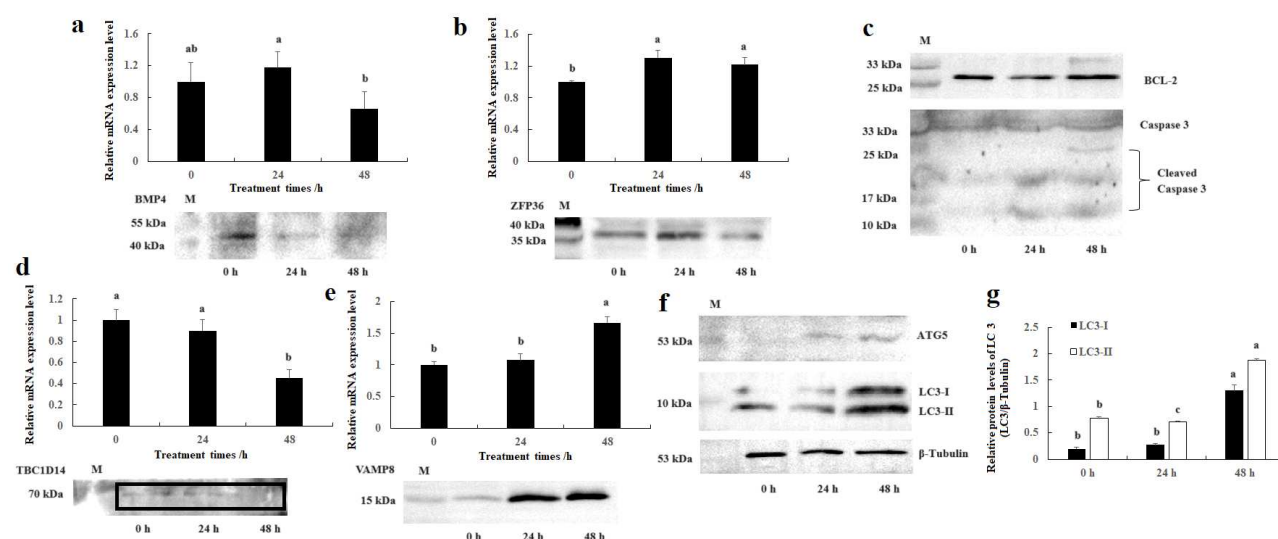 a
Relative mRNA expression level
1.6
1.2
0.8
0.4
0
ab
a
b
0
24
48
Treatment times /h
BMP4
M
55 kDa
40 kDa
0 h
24 h
48 h
b
Relative mRNA expression level
1.6
1.2
0.8
0.4
0
b
a
a
0
24
48
Treatment times /h
ZFP36
M
40 kDa
35 kDa
0 h
24 h
48 h
c
M
33 kDa
25 kDa
BCL-2
Caspase 3
33 kDa
25 kDa
17 kDa
10 kDa
Cleaved
Caspase 3
0 h
24 h
48 h
d
Relative mRNA expression level
1.2
1
0.8
0.6
0.4
0.2
0
a
a
b
0
24
48
Treatment times /h
TBC1D14
M
70 kDa
0 h
24 h
48 h
e
Relative mRNA expression level
2
1.5
1
0.5
0
b
b
a
0
24
48
Treatment times /h
VAMP8
M
15 kDa
0 h
24 h
48 h
f
M
53 kDa
ATG5
10 kDa
LC3-I
LC3-II
53 kDa
β-Tubulin
0 h
24 h
48 h
g
Relative protein levels of LC 3
(LC3/β-Tubulin)
2.5
2
1.5
1
0.5
0
LC3-I
LC3-II
b
b
b
c
a
a
0 h
24 h
48 h